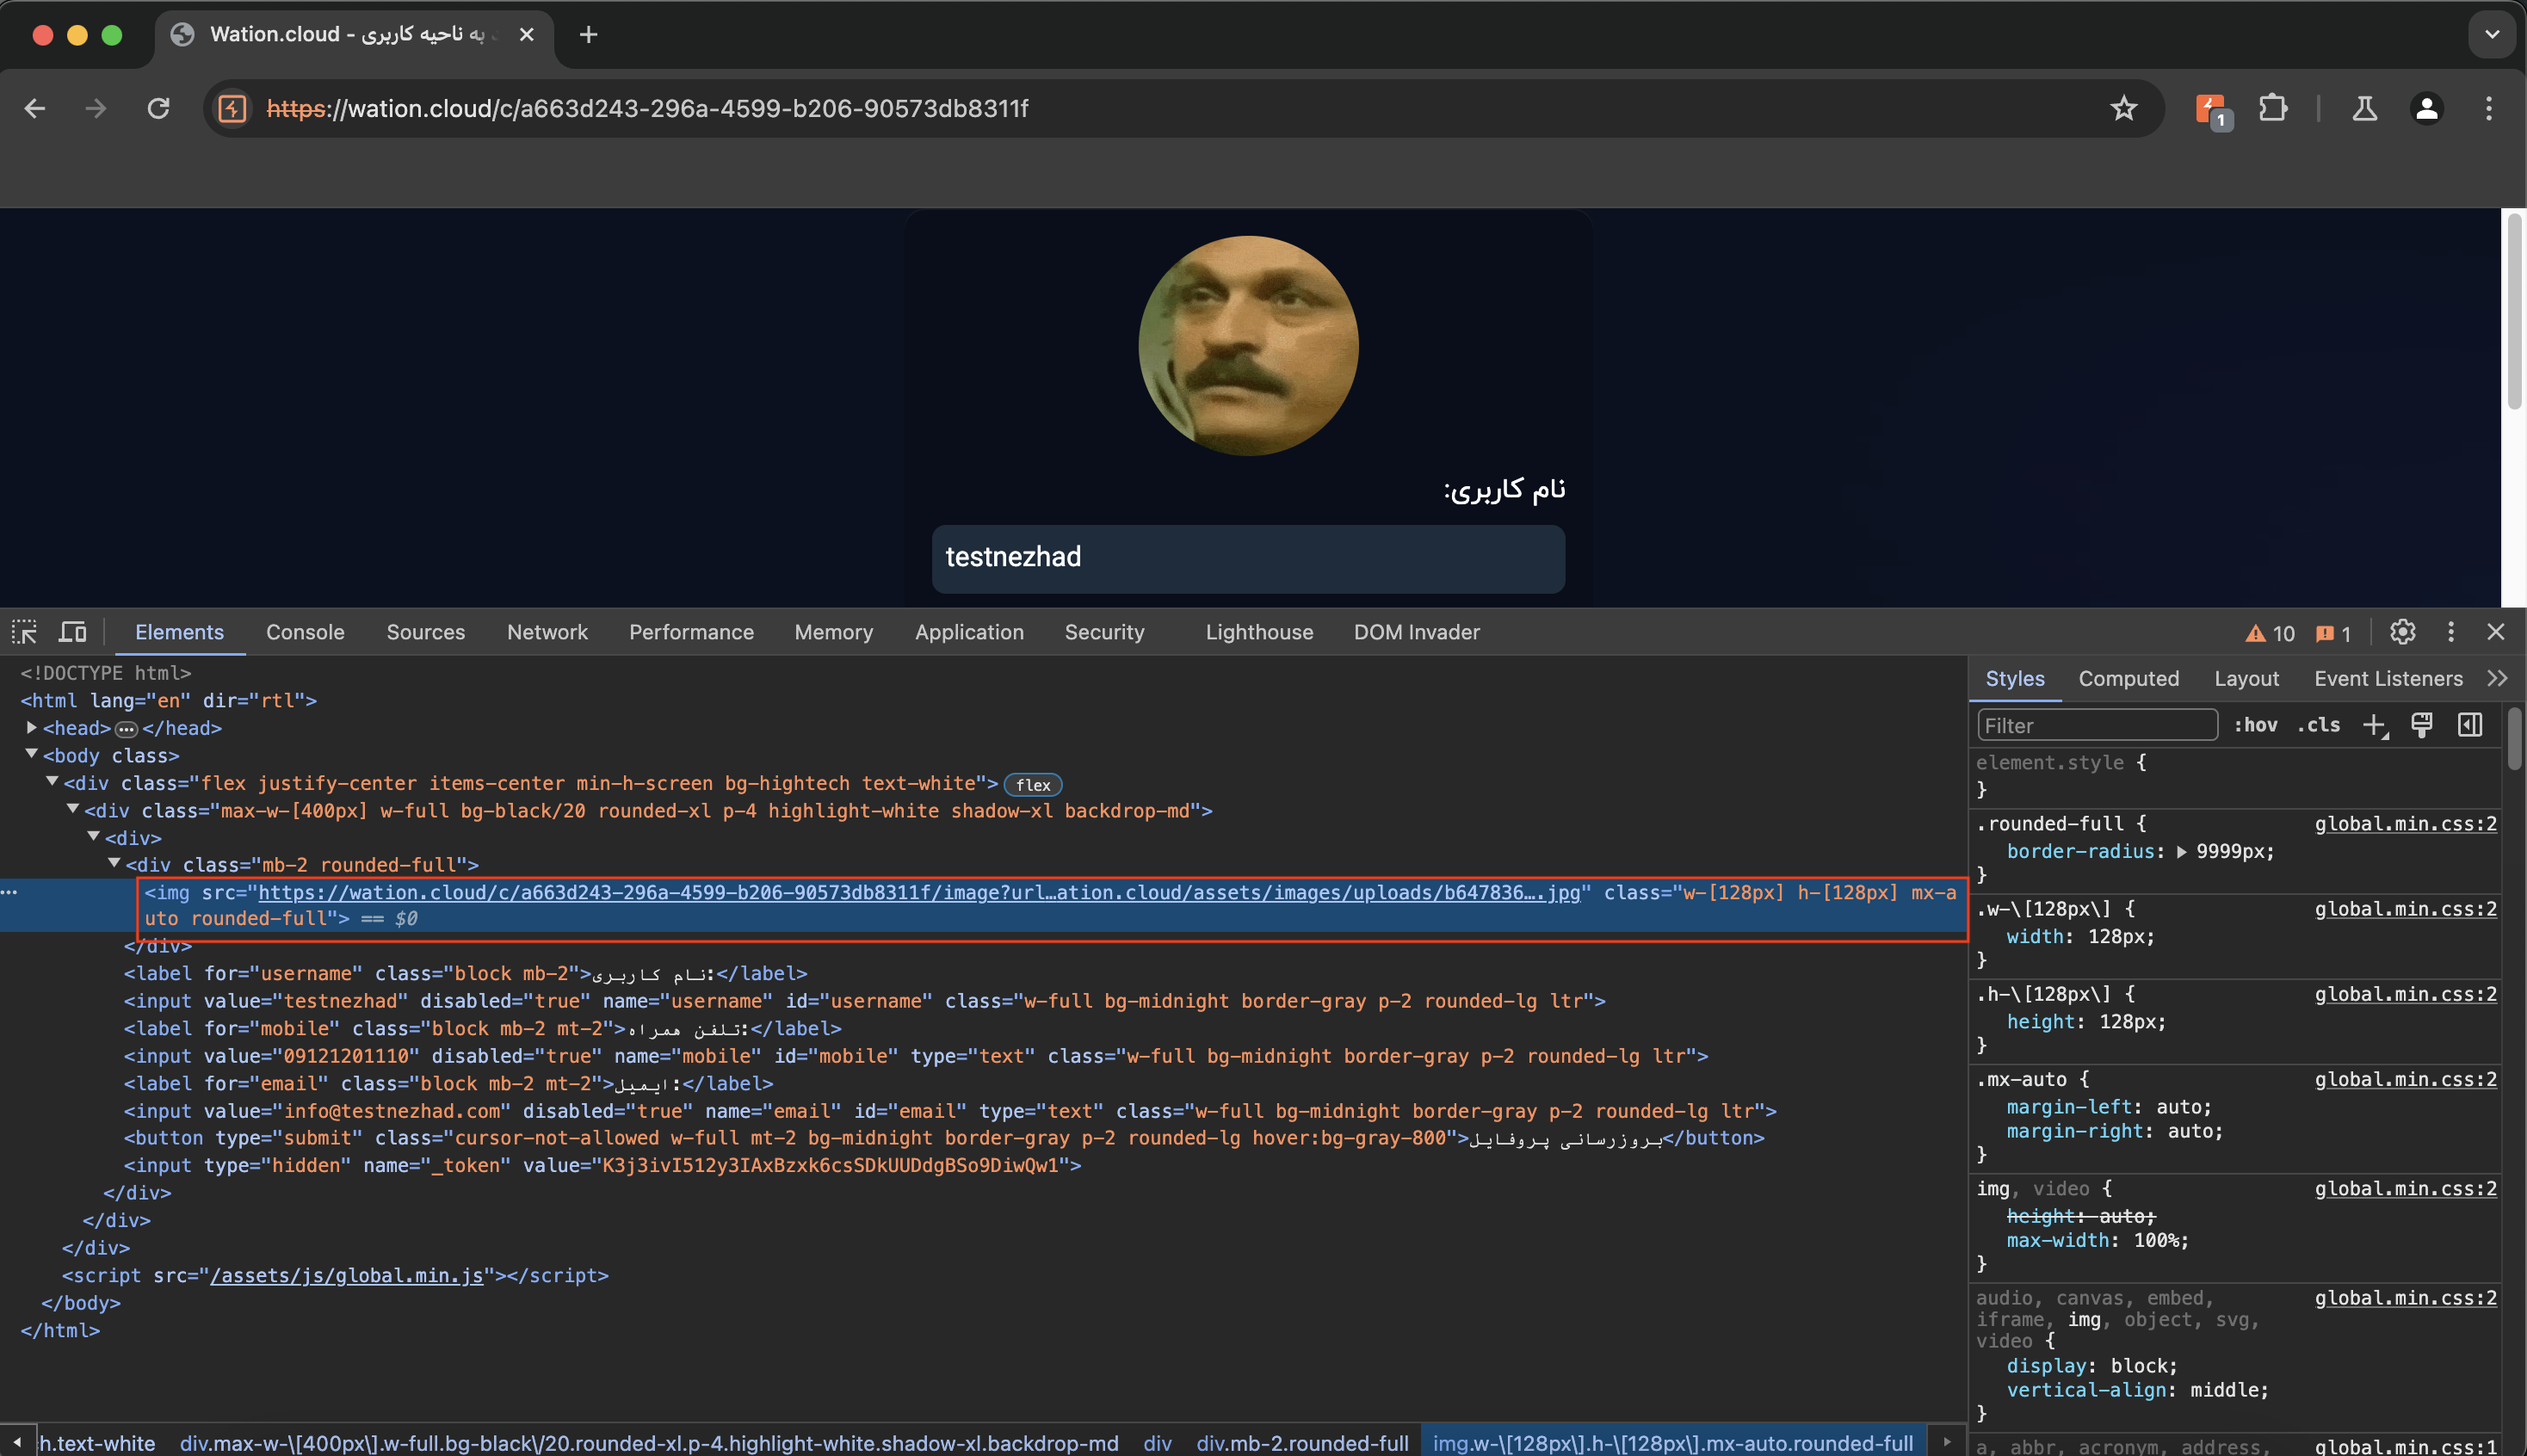 Wation.cloud - به ناحیه کاربری
https://wation.cloud/c/a663d243-296a-4599-b206-90573db8311f
1
نام کاربری:
testnezhad
Elements Console Sources Network Performance Memory Application Security Lighthouse DOM Invader 10 1
<!DOCTYPE html>
<html lang="en" dir="rtl">
<head>…</head>
<body class>
<div class="flex justify-center items-center min-h-screen bg-hightech text-white"> flex
<div class="max-w-[400px] w-full bg-black/20 rounded-xl p-4 highlight-white shadow-xl backdrop-md">
<div>
<div class="mb-2 rounded-full">
<img src="https://wation.cloud/c/a663d243-296a-4599-b206-90573db8311f/image?url…ation.cloud/assets/images/uploads/b647836….jpg" class="w-[128px] h-[128px] mx-a
uto rounded-full"> == $0
</div>
<label for="username" class="block mb-2">نام کاربری:</label>
<input value="testnezhad" disabled="true" name="username" id="username" class="w-full bg-midnight border-gray p-2 rounded-lg ltr">
<label for="mobile" class="block mb-2 mt-2">تلفن همراه:</label>
<input value="09121201110" disabled="true" name="mobile" id="mobile" type="text" class="w-full bg-midnight border-gray p-2 rounded-lg ltr">
<label for="email" class="block mb-2 mt-2">ایمیل:</label>
<input value="info@testnezhad.com" disabled="true" name="email" id="email" type="text" class="w-full bg-midnight border-gray p-2 rounded-lg ltr">
<button type="submit" class="cursor-not-allowed w-full mt-2 bg-midnight border-gray p-2 rounded-lg hover:bg-gray-800">بروزرسانی پروفایل</button>
<input type="hidden" name="_token" value="K3j3ivI512y3IAxBzxk6csSDkUUDdgBSo9DiwQw1">
</div>
</div>
</div>
<script src="/assets/js/global.min.js"></script>
</body>
</html>
h.text-white div.max-w-\[400px\].w-full.bg-black\/20.rounded-xl.p-4.highlight-white.shadow-xl.backdrop-md div div.mb-2.rounded-full img.w-\[128px\].h-\[128px\].mx-auto.rounded-full
Styles Computed Layout Event Listeners
Filter :hov .cls
element.style {
}
.rounded-full { global.min.css:2
border-radius: 9999px;
}
.w-\[128px\] { global.min.css:2
width: 128px;
}
.h-\[128px\] { global.min.css:2
height: 128px;
}
.mx-auto { global.min.css:2
margin-left: auto;
margin-right: auto;
}
img, video { global.min.css:2
height: auto;
max-width: 100%;
}
audio, canvas, embed, global.min.css:2
iframe, img, object, svg,
video {
display: block;
vertical-align: middle;
}
a, abbr, acronym, address, global.min.css:1